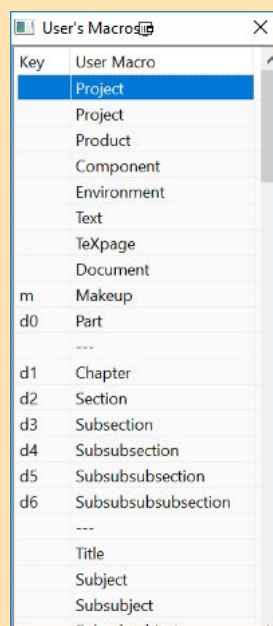 User's Macros
Key User Macro
Project
Project
Product
Component
Environment
Text
TeXpage
Document
m Makeup
d0 Part
---
d1 Chapter
d2 Section
d3 Subsection
d4 Subsubsection
d5 Subsubsubsection
d6 Subsubsubsubsection
---
Title
Subject
Subsubject